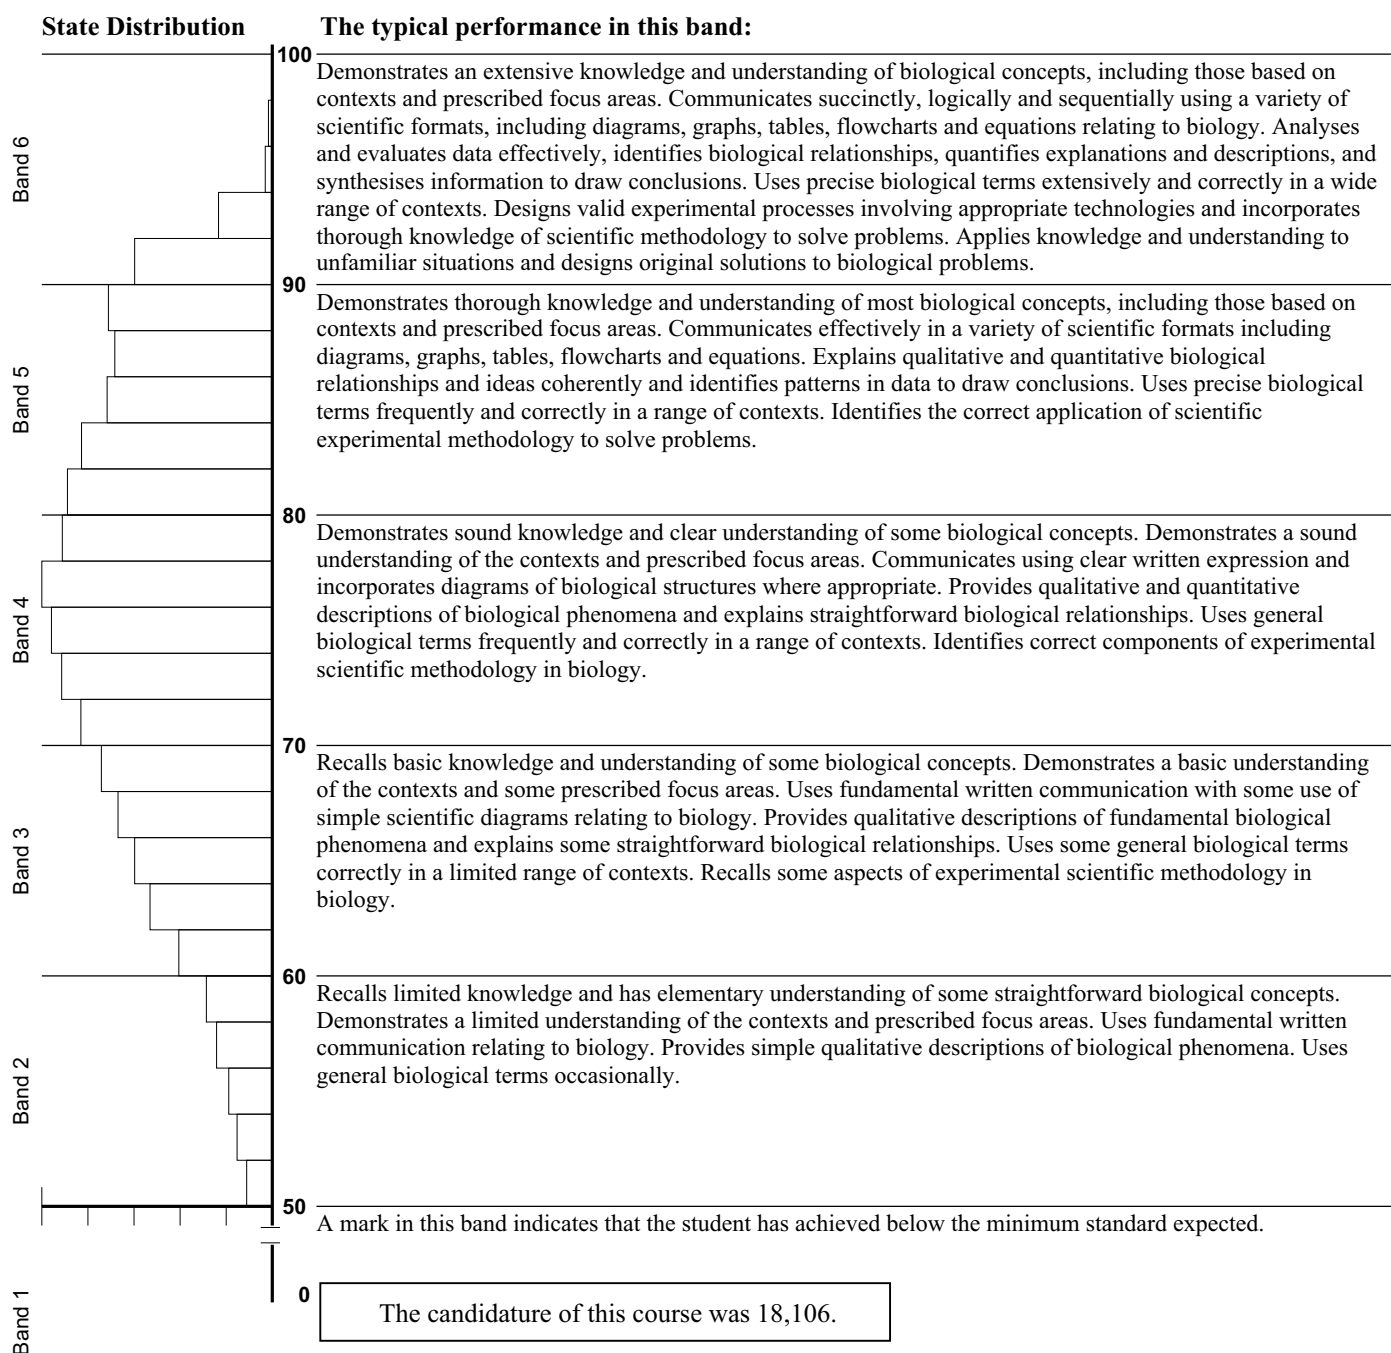 State Distribution
The typical performance in this band:
100
Band 6
Demonstrates an extensive knowledge and understanding of biological concepts, including those based on
contexts and prescribed focus areas. Communicates succinctly, logically and sequentially using a variety of
scientific formats, including diagrams, graphs, tables, flowcharts and equations relating to biology. Analyses
and evaluates data effectively, identifies biological relationships, quantifies explanations and descriptions, and
synthesises information to draw conclusions. Uses precise biological terms extensively and correctly in a wide
range of contexts. Designs valid experimental processes involving appropriate technologies and incorporates
thorough knowledge of scientific methodology to solve problems. Applies knowledge and understanding to
unfamiliar situations and designs original solutions to biological problems.
90
Band 5
Demonstrates thorough knowledge and understanding of most biological concepts, including those based on
contexts and prescribed focus areas. Communicates effectively in a variety of scientific formats including
diagrams, graphs, tables, flowcharts and equations. Explains qualitative and quantitative biological
relationships and ideas coherently and identifies patterns in data to draw conclusions. Uses precise biological
terms frequently and correctly in a range of contexts. Identifies the correct application of scientific
experimental methodology to solve problems.
80
Band 4
Demonstrates sound knowledge and clear understanding of some biological concepts. Demonstrates a sound
understanding of the contexts and prescribed focus areas. Communicates using clear written expression and
incorporates diagrams of biological structures where appropriate. Provides qualitative and quantitative
descriptions of biological phenomena and explains straightforward biological relationships. Uses general
biological terms frequently and correctly in a range of contexts. Identifies correct components of experimental
scientific methodology in biology.
70
Band 3
Recalls basic knowledge and understanding of some biological concepts. Demonstrates a basic understanding
of the contexts and some prescribed focus areas. Uses fundamental written communication with some use of
simple scientific diagrams relating to biology. Provides qualitative descriptions of fundamental biological
phenomena and explains some straightforward biological relationships. Uses some general biological terms
correctly in a limited range of contexts. Recalls some aspects of experimental scientific methodology in
biology.
60
Band 2
Recalls limited knowledge and has elementary understanding of some straightforward biological concepts.
Demonstrates a limited understanding of the contexts and prescribed focus areas. Uses fundamental written
communication relating to biology. Provides simple qualitative descriptions of biological phenomena. Uses
general biological terms occasionally.
50
A mark in this band indicates that the student has achieved below the minimum standard expected.
Band 1
0
The candidature of this course was 18,106.